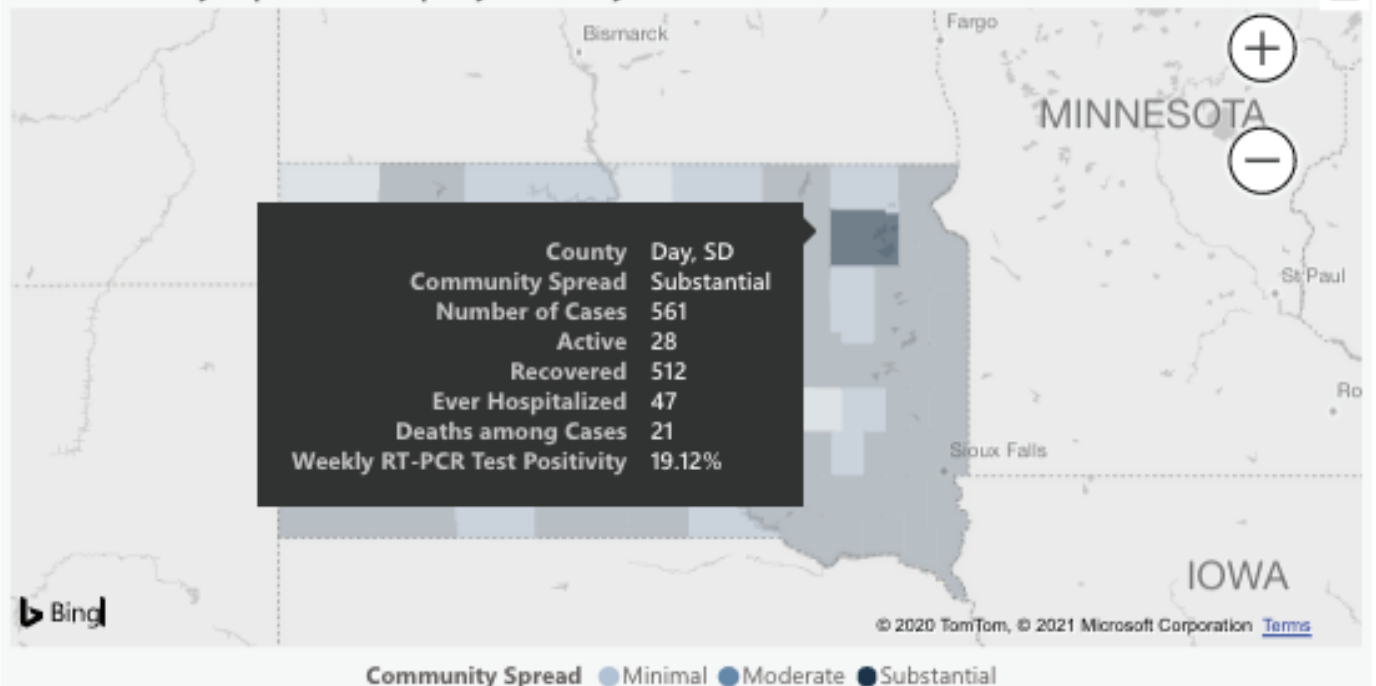 Bismarck
Fargo
MINNESOTA
County Day, SD
Community Spread Substantial
Number of Cases 561
Active 28
Recovered 512
Ever Hospitalized 47
Deaths among Cases 21
Weekly RT-PCR Test Positivity 19.12%
St Paul
Ro
Sioux Falls
IOWA
Bing
© 2020 TomTom, © 2021 Microsoft Corporation Terms
Community Spread Minimal Moderate Substantial